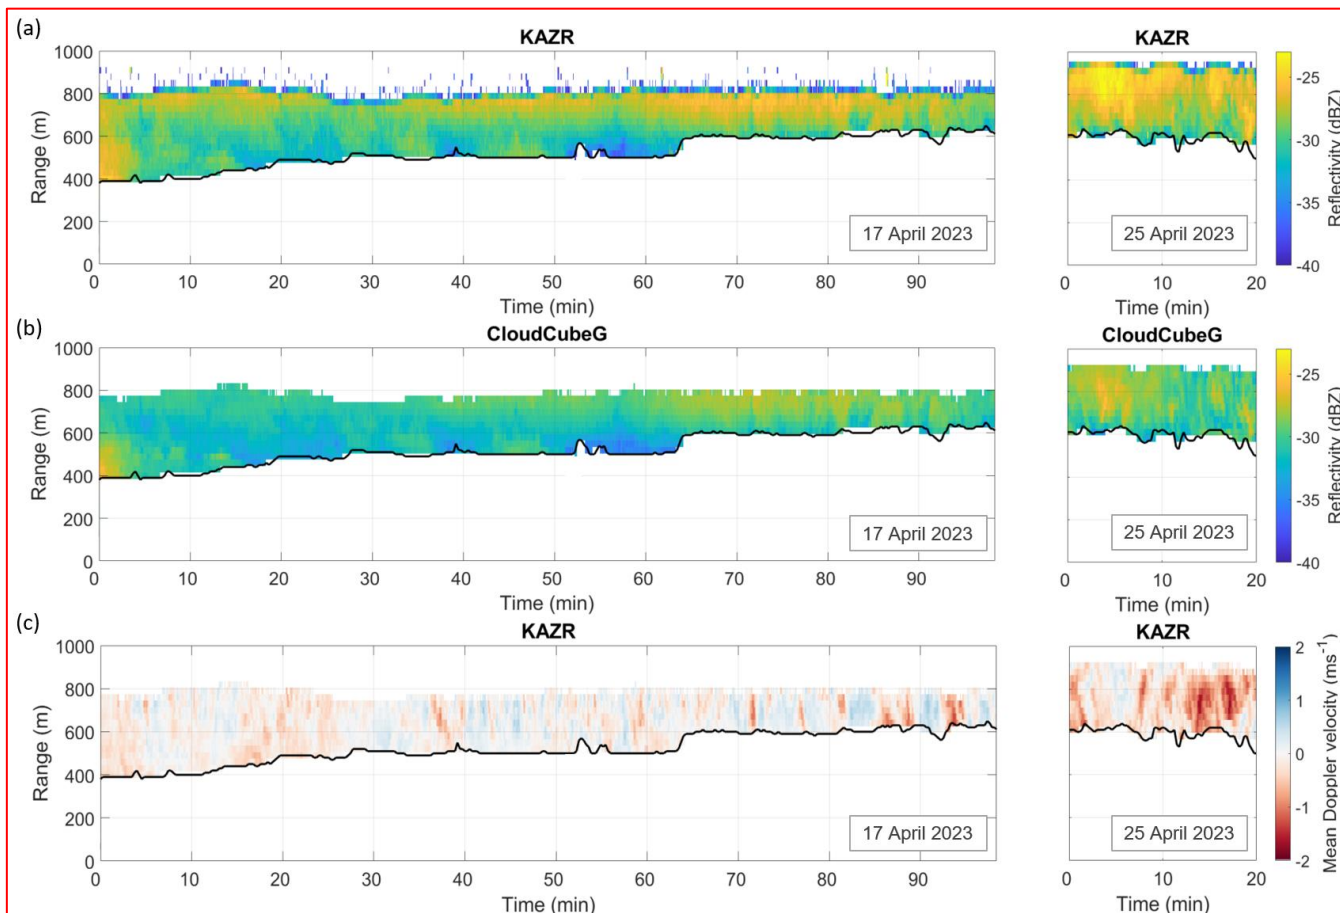 (a)
KAZR
KAZR
1000
800
600
400
200
0
Range (m)
17 April 2023
25 April 2023
0 10 20 30 40 50 60 70 80 90
0 10 20
Time (min)
Time (min)
-25
-30
-35
-40
Reflectivity (dBZ)
(b)
CloudCubeG
CloudCubeG
1000
800
600
400
200
0
Range (m)
17 April 2023
25 April 2023
0 10 20 30 40 50 60 70 80 90
0 10 20
Time (min)
Time (min)
-25
-30
-35
-40
Reflectivity (dBZ)
(c)
KAZR
KAZR
1000
800
600
400
200
0
Range (m)
17 April 2023
25 April 2023
0 10 20 30 40 50 60 70 80 90
0 10 20
Time (min)
Time (min)
2
1
0
-1
-2
Mean Doppler velocity (ms⁻¹)